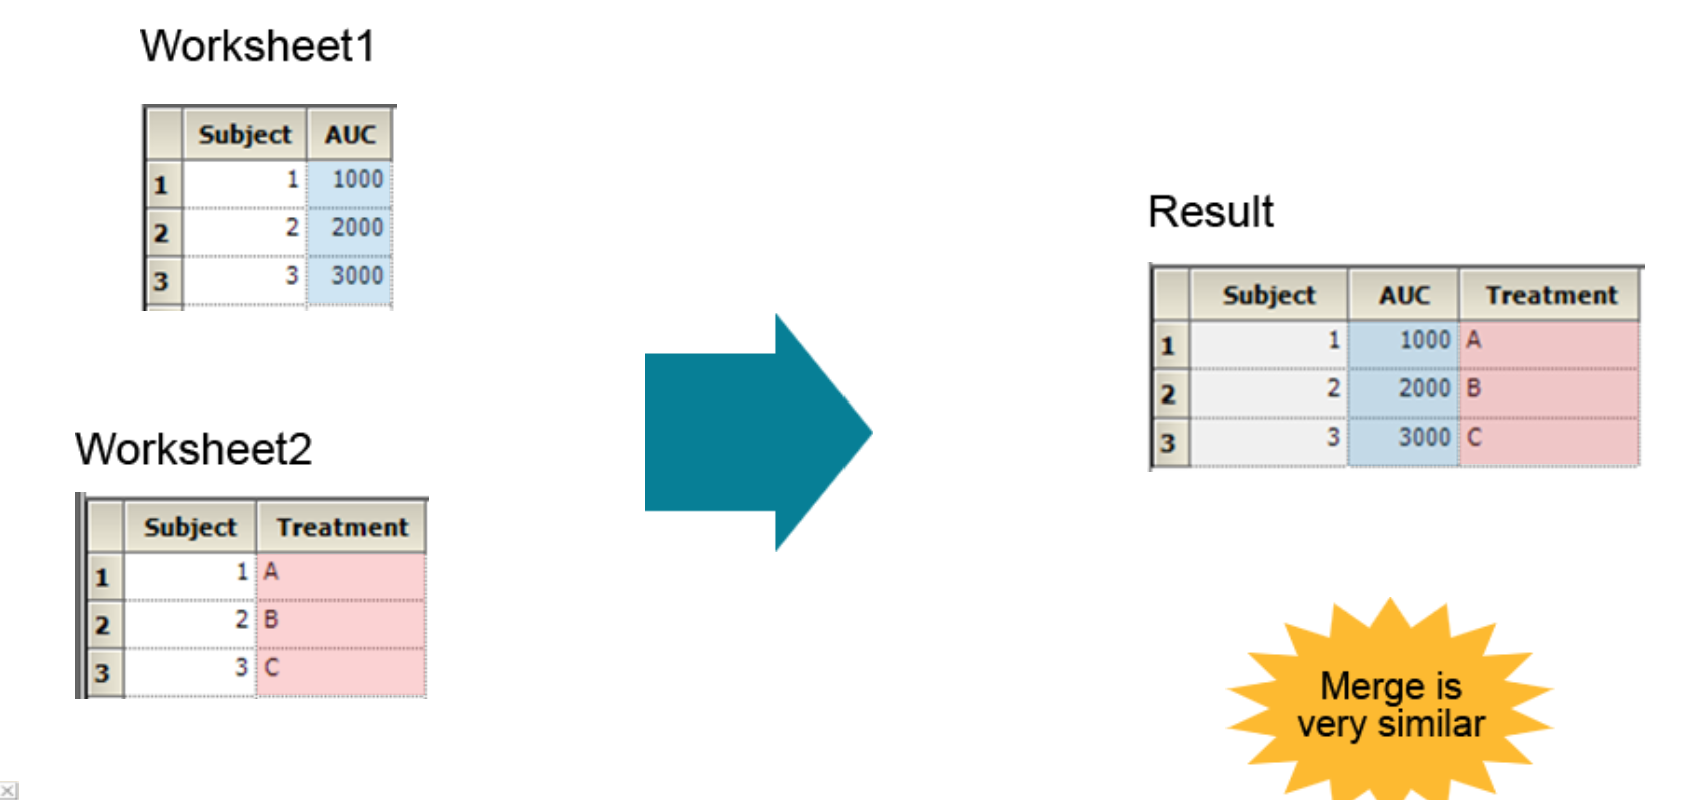 Worksheet1
Subject AUC
1 1 1000
2 2 2000
3 3 3000
Worksheet2
Subject Treatment
1 1 A
2 2 B
3 3 C
Result
Subject AUC Treatment
1 1 1000 A
2 2 2000 B
3 3 3000 C
Merge is
very similar